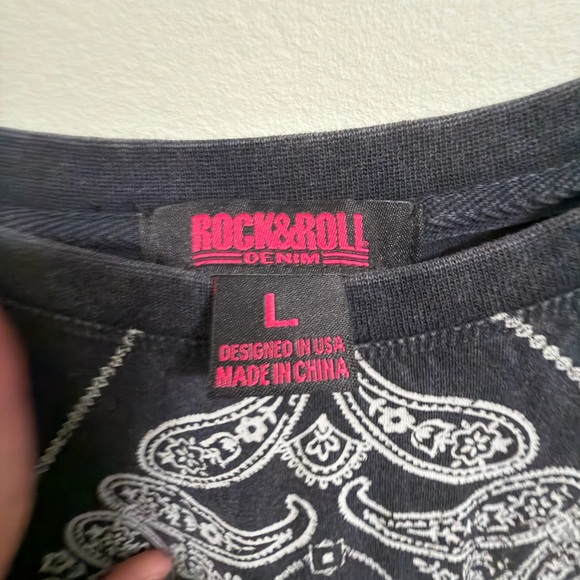 ROCK&ROLL
DENIM
L
DESIGNED IN USA
MADE IN CHINA